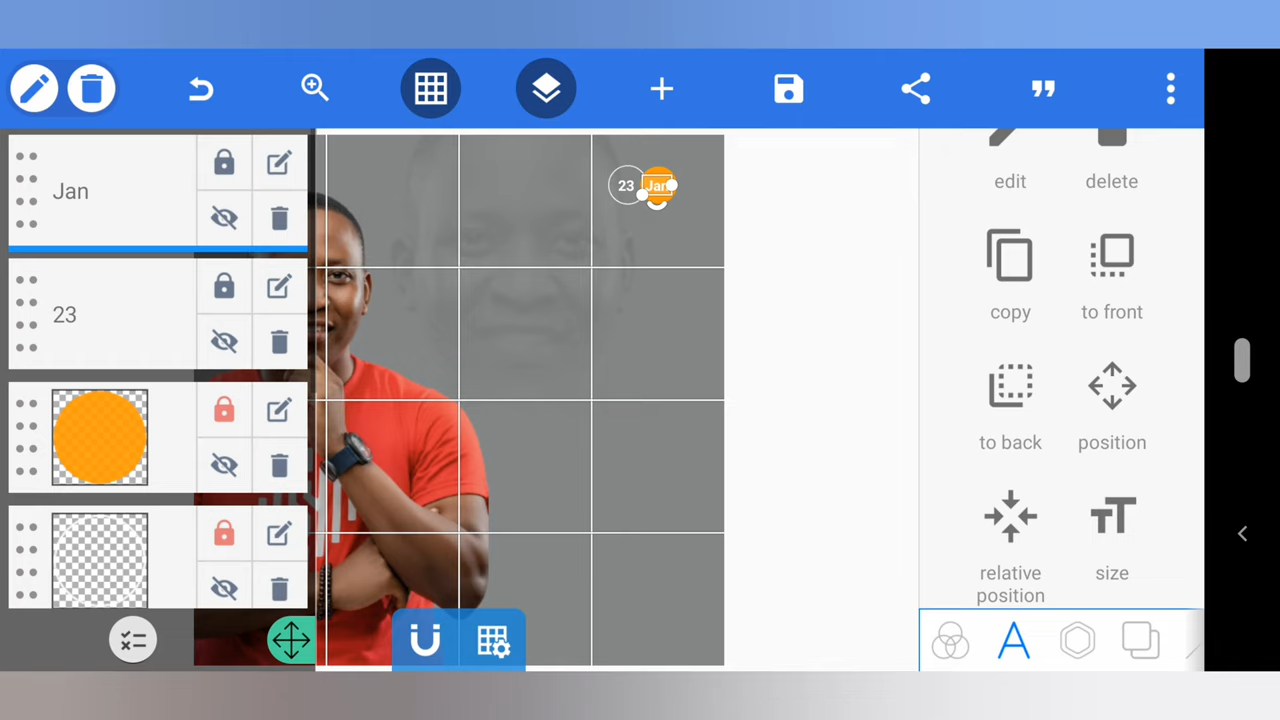 Jan
23
23 Jan
edit delete
copy to front
to back position
relative position size